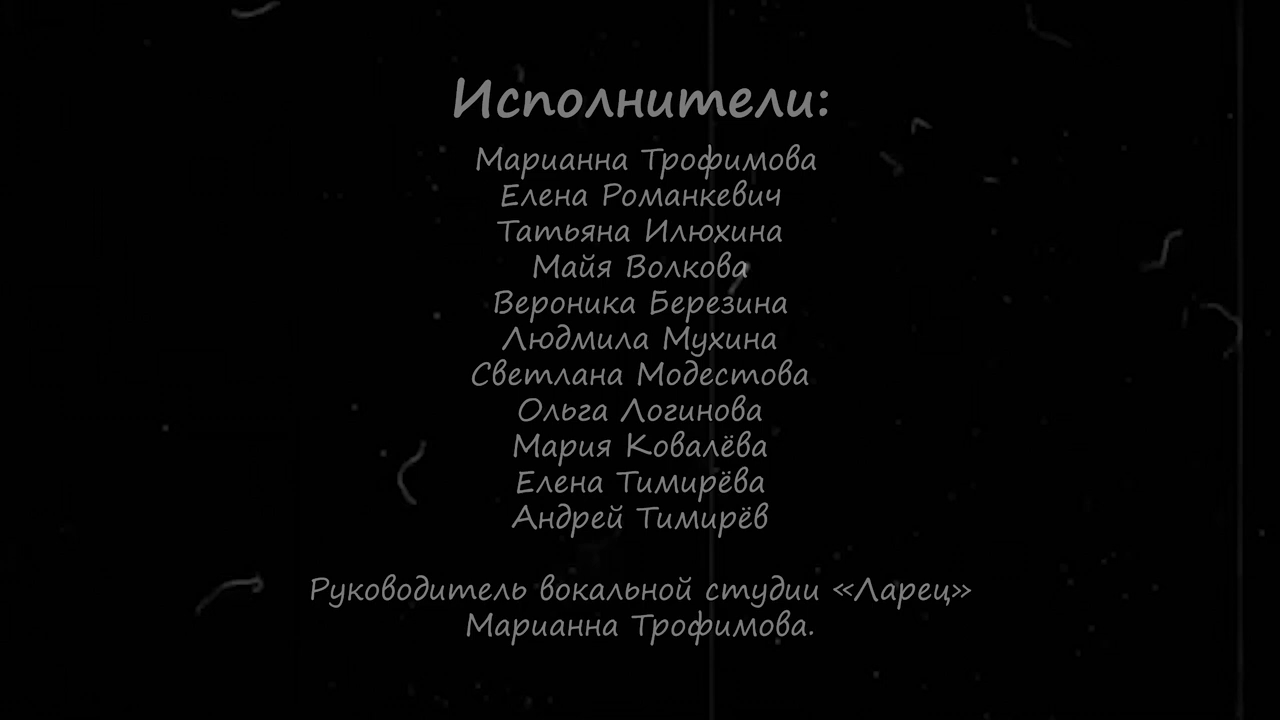 Исполнители:
Марианна Трофимова
Елена Романкевич
Татьяна Илюхина
Майя Волкова
Вероника Березина
Людмила Мухина
Светлана Модестова
Ольга Логинова
Мария Ковалёва
Елена Тимирёва
Андрей Тимирёв
Руководитель вокальной студии «Ларец»
Марианна Трофимова.